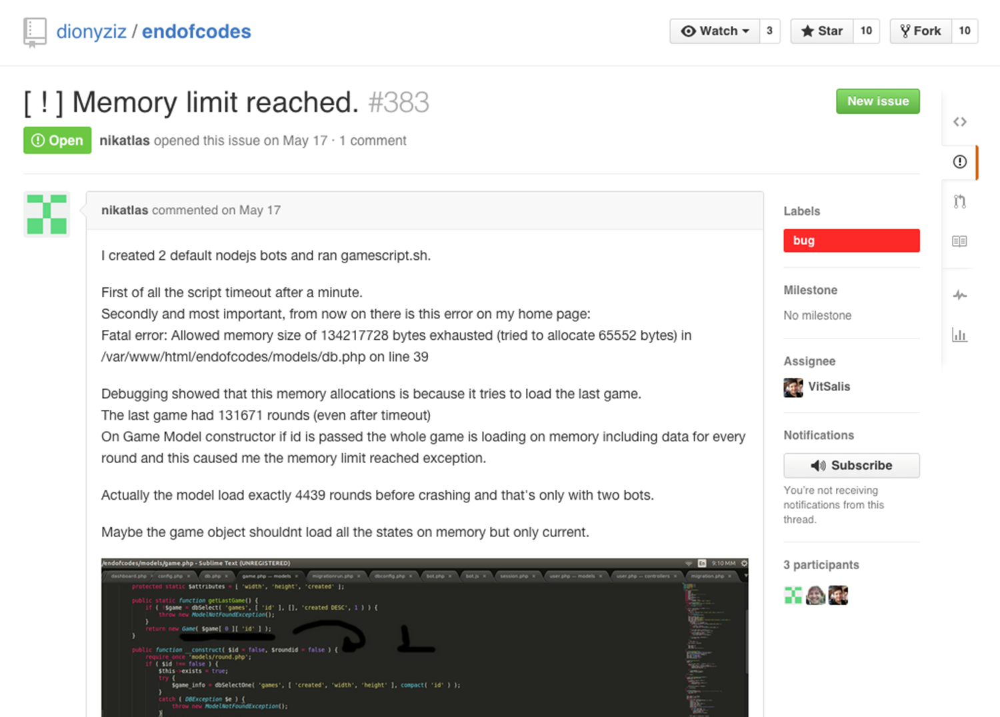 dionyziz / endofcodes
Watch 3
Star 10
Fork 10
[ ! ] Memory limit reached. #383
New issue
Open
nikatlas opened this issue on May 17 · 1 comment
nikatlas commented on May 17
I created 2 default nodejs bots and ran gamescript.sh.
First of all the script timeout after a minute.
Secondly and most important, from now on there is this error on my home page:
Fatal error: Allowed memory size of 134217728 bytes exhausted (tried to allocate 65552 bytes) in
/var/www/html/endofcodes/models/db.php on line 39
Debugging showed that this memory allocations is because it tries to load the last game.
The last game had 131671 rounds (even after timeout)
On Game Model constructor if id is passed the whole game is loading on memory including data for every
round and this caused me the memory limit reached exception.
Actually the model load exactly 4439 rounds before crashing and that's only with two bots.
Maybe the game object shouldnt load all the states on memory but only current.
/endofcodes/models/game.php - Sublime Text (UNREGISTERED)
En 9:10 MM
dashboard.php × config.php × db.php × game.php — models × migrationrun.php × dbconfig.php × bot.php × bot.js × session.php × user.php — models × user.php — controllers × migration.php ×
protected static $attributes = [ 'width', 'height', 'created' ];
public static function getLastGame() {
if ( !$game = dbSelect( 'games', [ 'id' ], [], 'created DESC', 1 ) ) {
throw new ModelNotFoundException();
}
return new Game( $game[ 0 ][ 'id' ] );
}
public function __construct( $id = false, $roundid = false ) {
require_once 'models/round.php';
if ( $id !== false ) {
$this->exists = true;
try {
$game_info = dbSelectOne( 'games', [ 'created', 'width', 'height' ], compact( 'id' ) );
}
catch ( DBException $e ) {
throw new ModelNotFoundException();
}
Labels
bug
Milestone
No milestone
Assignee
VitSalis
Notifications
Subscribe
You're not receiving
notifications from this
thread.
3 participants